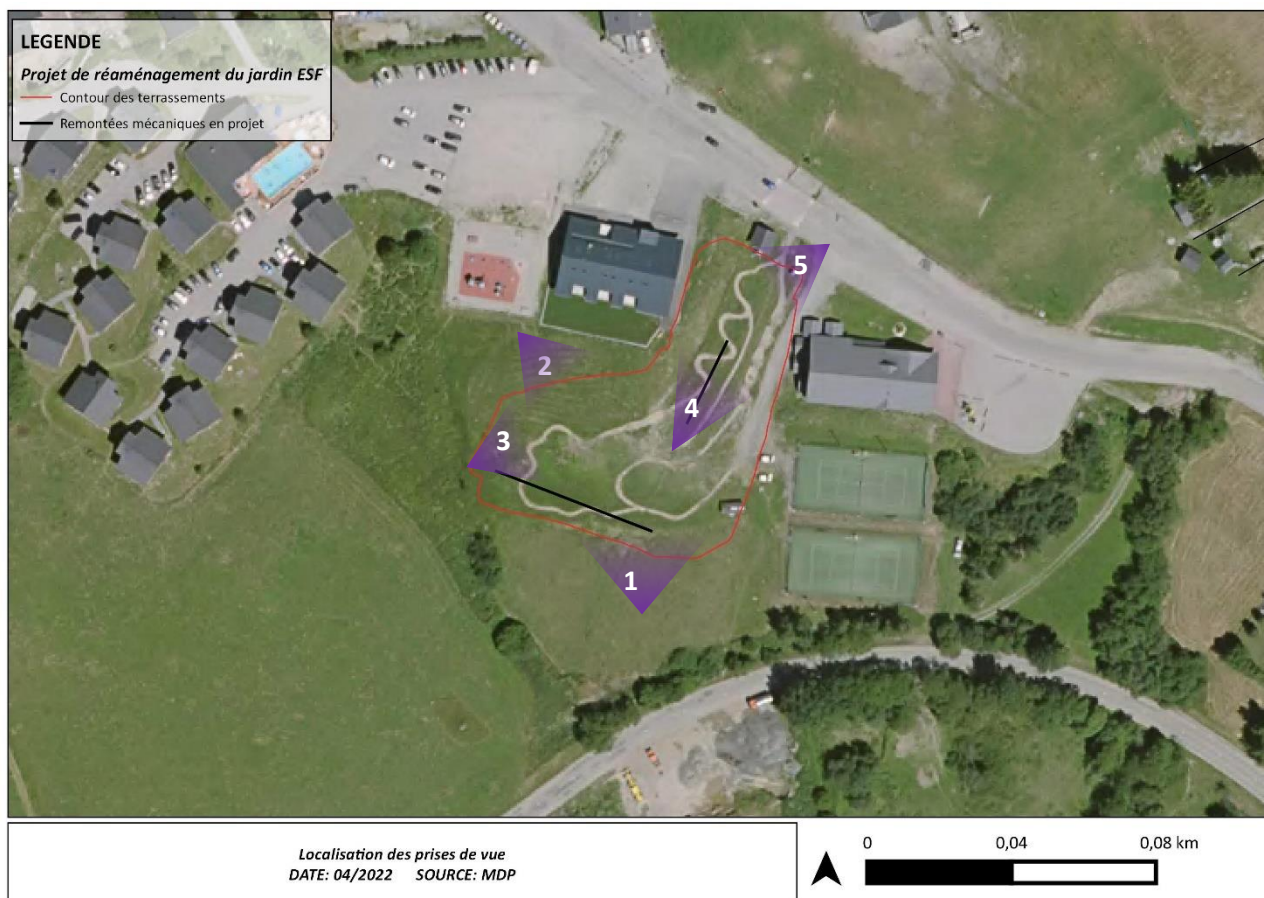 LEGENDE
Projet de réaménagement du jardin ESF
Contour des terrassements
Remontées mécaniques en projet
5
2
4
3
1
Localisation des prises de vue
DATE: 04/2022 SOURCE: MDP
0 0,04 0,08 km